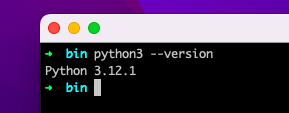 ➜ bin python3 --version
Python 3.12.1
➜ bin